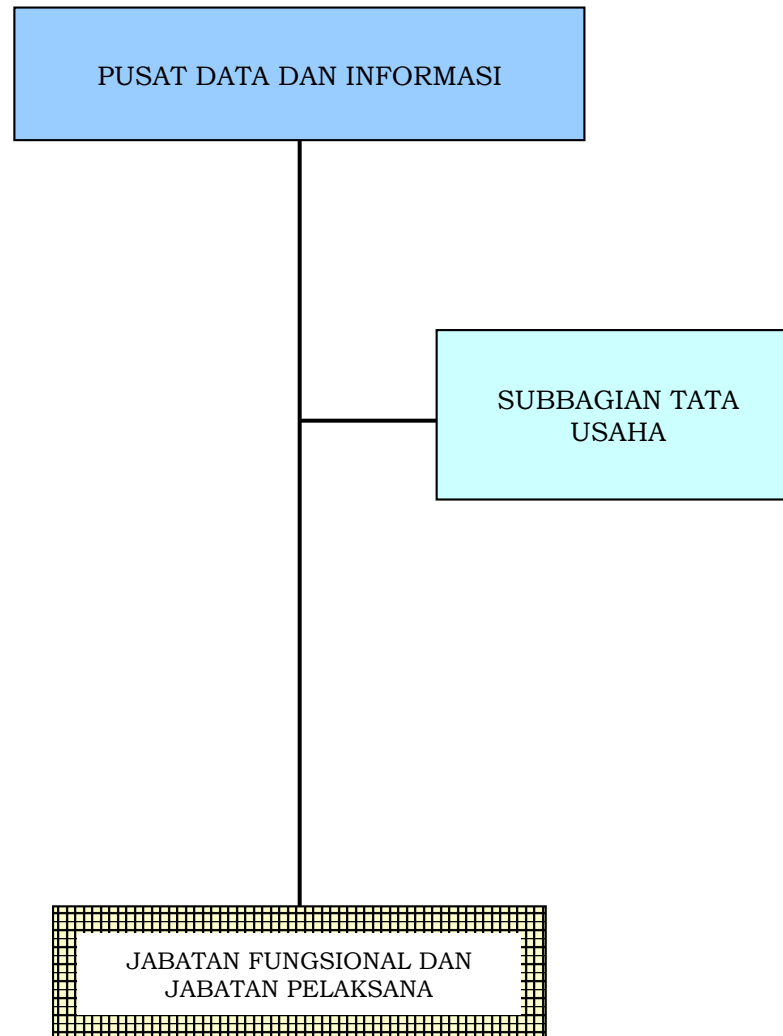 PUSAT DATA DAN INFORMASI
SUBBAGIAN TATA
USAHA
JABATAN FUNGSIONAL DAN
JABATAN PELAKSANA